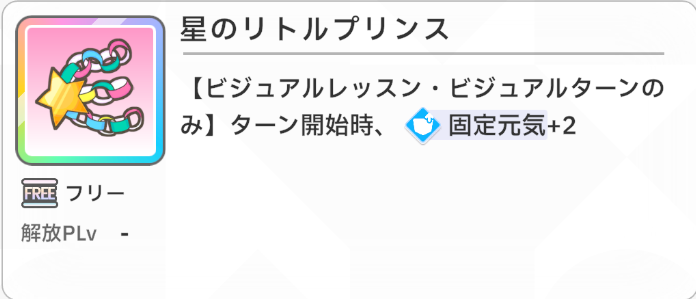 星のリトルプリンス
【ビジュアルレッスン・ビジュアルターンの
み】ターン開始時、 固定元気+2
FREE フリー
解放PLv -